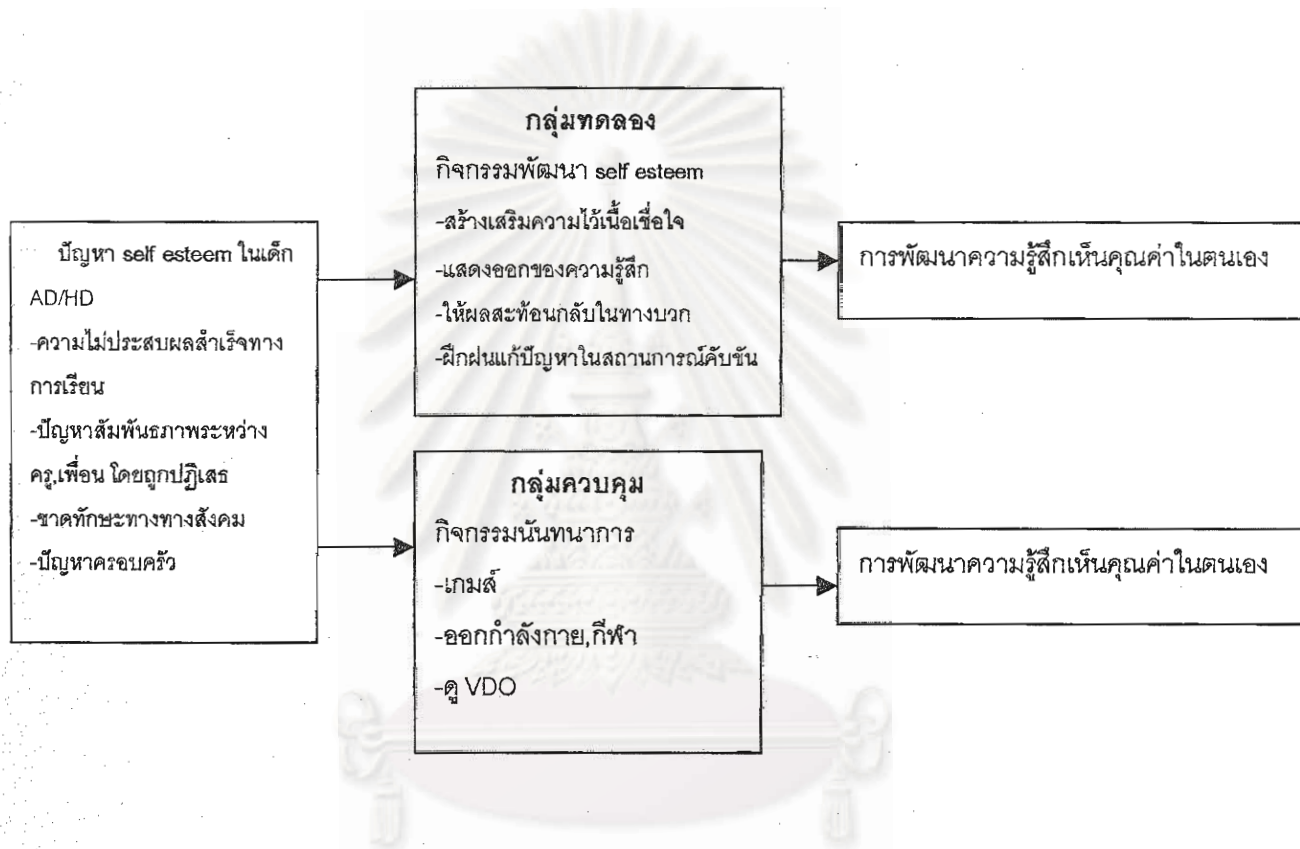 ปัญหา self esteem ในเด็ก
AD/HD
-ความไม่ประสบผลสำเร็จทาง
การเรียน
-ปัญหาสัมพันธภาพระหว่าง
ครู,เพื่อน โดยถูกปฏิเสธ
-ขาดทักษะทางทางสังคม
-ปัญหาครอบครัว
กลุ่มทดลอง
กิจกรรมพัฒนา self esteem
-สร้างเสริมความไว้เนื้อเชื่อใจ
-แสดงออกของความรู้สึก
-ให้ผลสะท้อนกลับในทางบวก
-ฝึกฝนแก้ปัญหาในสถานการณ์คับขัน
การพัฒนาความรู้สึกเห็นคุณค่าในตนเอง
กลุ่มควบคุม
กิจกรรมนันทนาการ
-เกมส์
-ออกกำลังกาย,กีฬา
-ดู VDO
การพัฒนาความรู้สึกเห็นคุณค่าในตนเอง